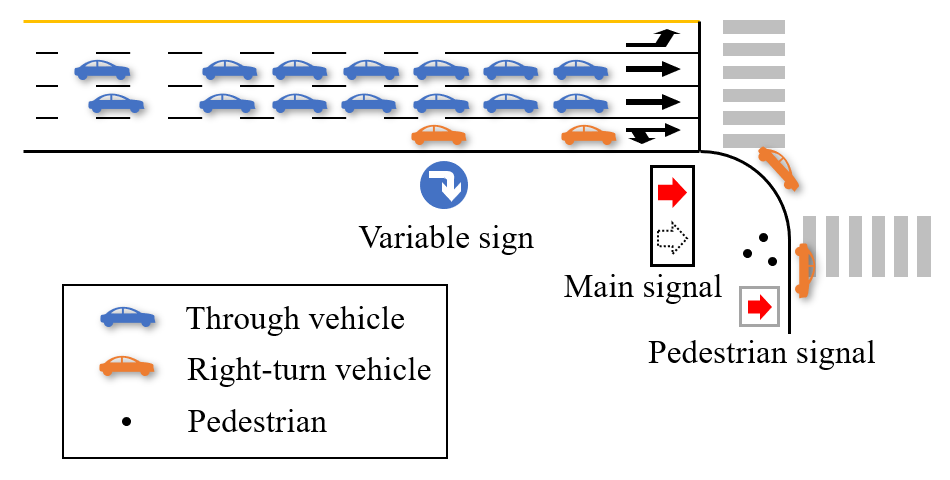 Variable sign
Main signal
Pedestrian signal
Through vehicle
Right-turn vehicle
Pedestrian